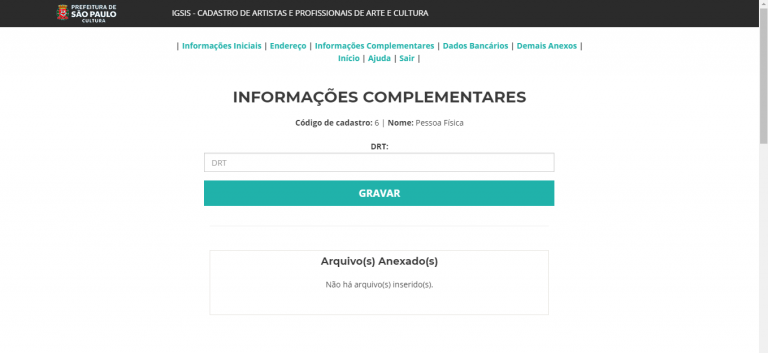 PREFEITURA DE
SÃO PAULO
CULTURA
IGSIS - CADASTRO DE ARTISTAS E PROFISSIONAIS DE ARTE E CULTURA
| Informações Iniciais | Endereço | Informações Complementares | Dados Bancários | Demais Anexos |
Início | Ajuda | Sair |
INFORMAÇÕES COMPLEMENTARES
Código de cadastro: 6 | Nome: Pessoa Física
DRT:
DRT
GRAVAR
Arquivo(s) Anexado(s)
Não há arquivo(s) inserido(s).